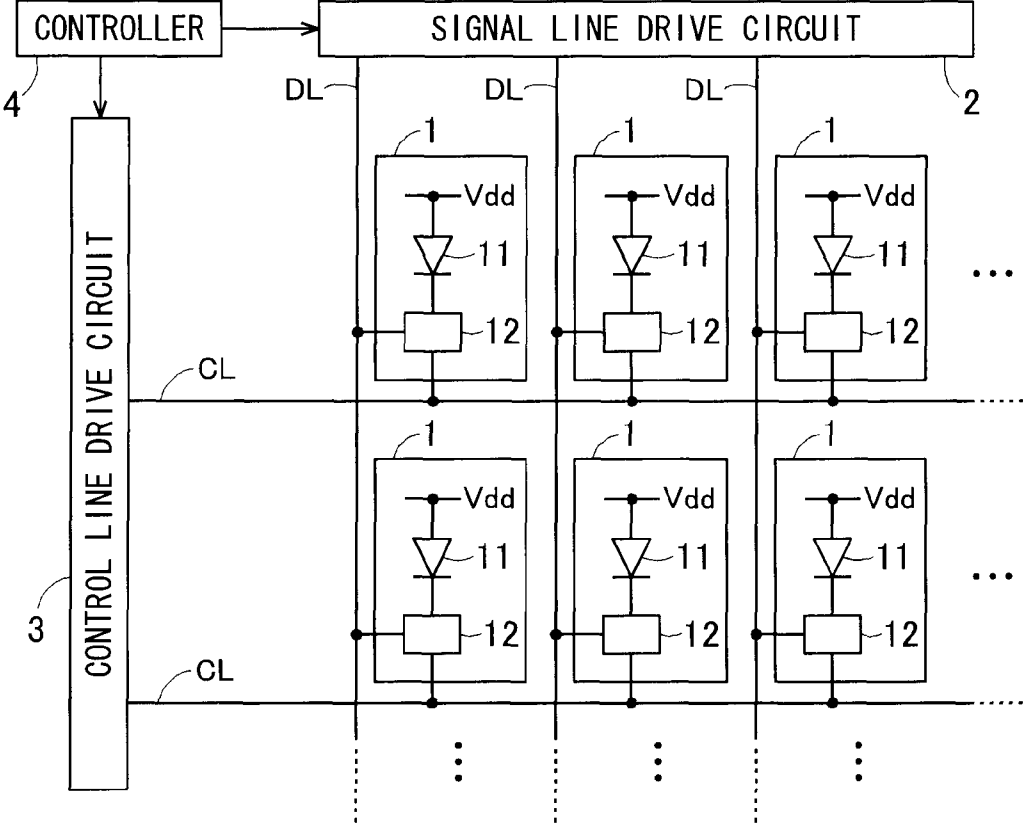 CONTROLLER
SIGNAL LINE DRIVE CIRCUIT
4
DL
DL
DL
2
1
1
1
Vdd
Vdd
Vdd
11
11
11
...
12
12
12
CL
CONTROL LINE DRIVE CIRCUIT
1
1
1
Vdd
Vdd
Vdd
11
11
11
...
3
12
12
12
CL